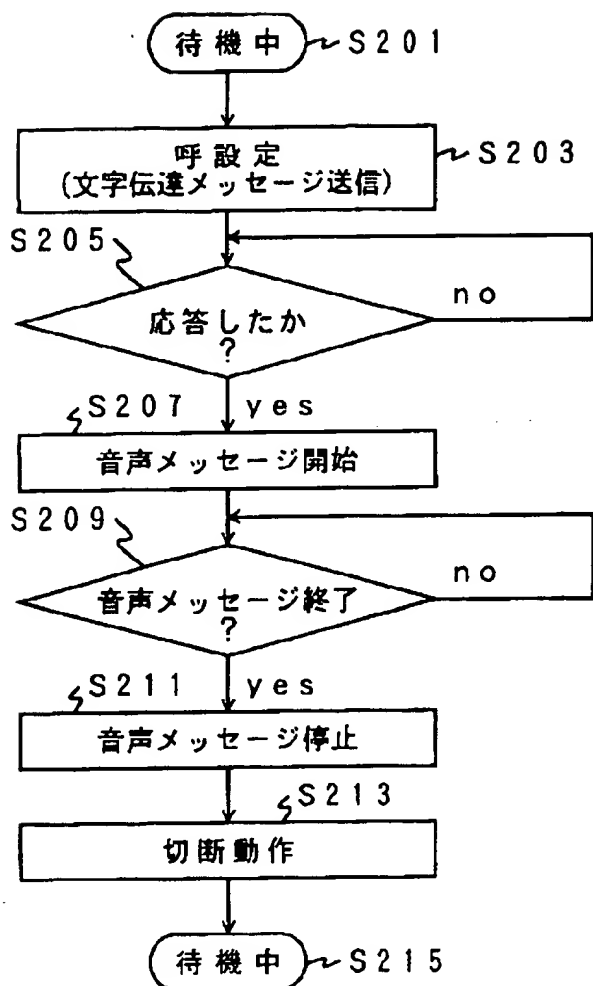 待機中 S201
呼設定 S203
(文字伝達メッセージ送信)
S205
応答したか no
?
S207 yes
音声メッセージ開始
S209
音声メッセージ終了 no
?
S211 yes
音声メッセージ停止
S213
切断動作
待機中 S215